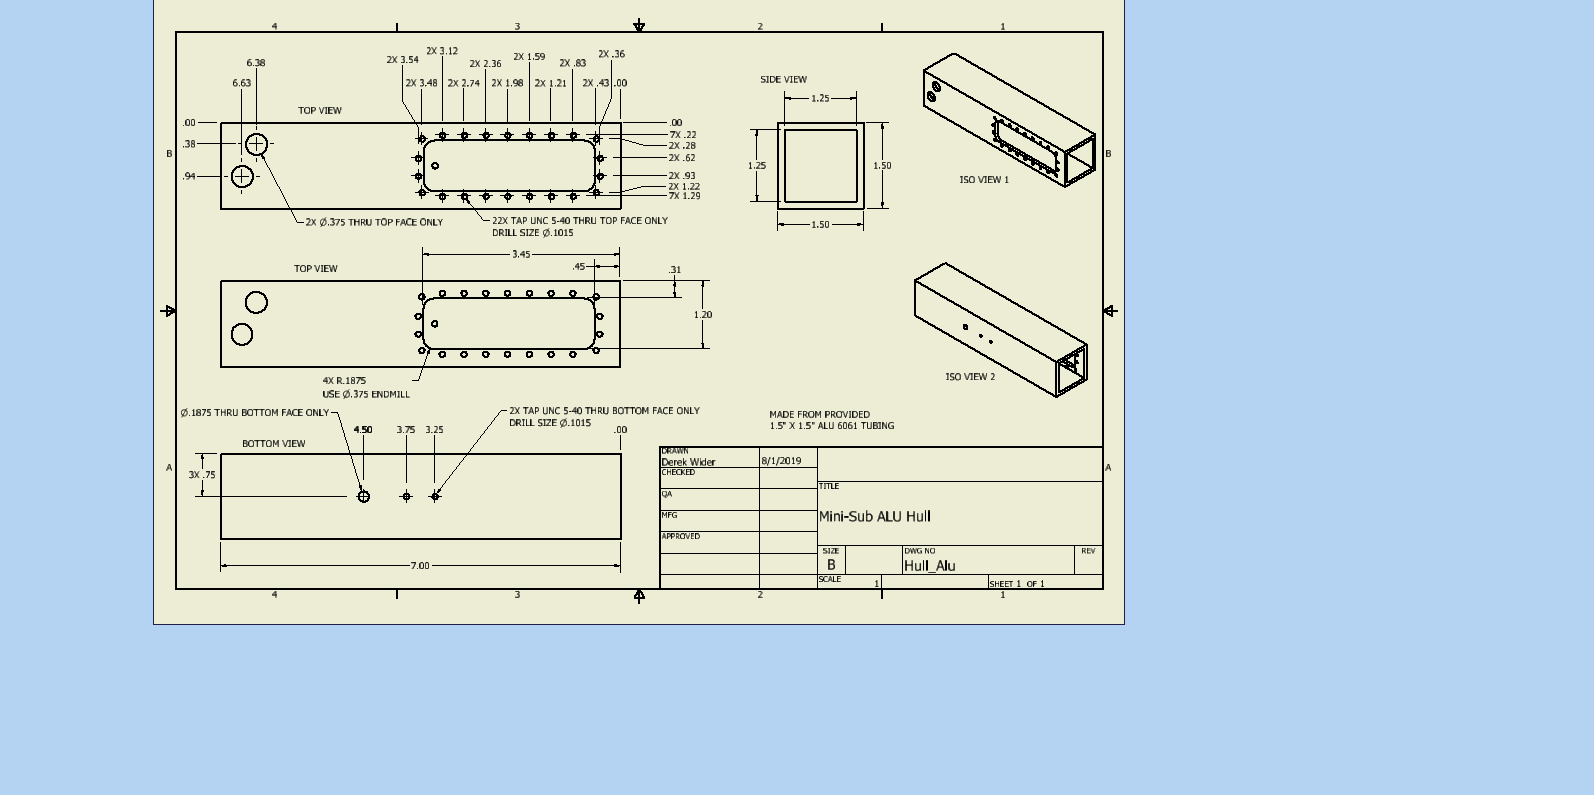 4 3 2 1
2X 3.54 2X 3.12 2X 2.36 2X 1.59 2X .83 2X .36
6.38
6.63 2X 3.48 2X 2.74 2X 1.98 2X 1.21 2X .43 .00
TOP VIEW
.00
.38
.94
.00
7X .22
2X .28
2X .62
2X .93
2X 1.22
7X 1.29
2X Ø.375 THRU TOP FACE ONLY
22X TAP UNC 5-40 THRU TOP FACE ONLY
DRILL SIZE Ø.1015
SIDE VIEW
1.25
1.25
1.50
1.50
ISO VIEW 1
B
B
TOP VIEW
3.45
.45
.31
1.20
4X R.1875
USE Ø.375 ENDMILL
ISO VIEW 2
Ø.1875 THRU BOTTOM FACE ONLY
2X TAP UNC 5-40 THRU BOTTOM FACE ONLY
DRILL SIZE Ø.1015
4.50 3.75 3.25 .00
BOTTOM VIEW
3X .75
7.00
MADE FROM PROVIDED
1.5" X 1.5" ALU 6061 TUBING
A
A
DRAWN
Derek Wider 8/1/2019
CHECKED
QA
MFG
APPROVED
TITLE
Mini-Sub ALU Hull
SIZE
B
DWG NO
Hull_Alu
REV
SCALE
1
SHEET 1 OF 1
4 3 2 1